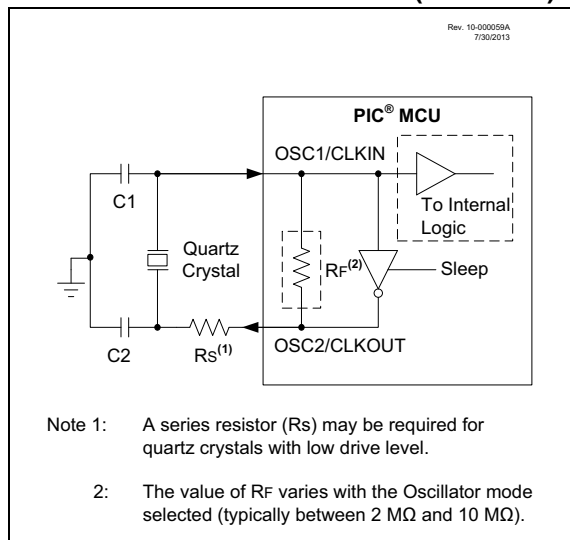 Rev. 10-000059A
7/30/2013
PIC® MCU
OSC1/CLKIN
C1
To Internal
Logic
Quartz
Crystal
RF(2)
Sleep
C2
RS(1)
OSC2/CLKOUT
Note 1: A series resistor (Rs) may be required for
quartz crystals with low drive level.
2: The value of RF varies with the Oscillator mode
selected (typically between 2 MΩ and 10 MΩ).